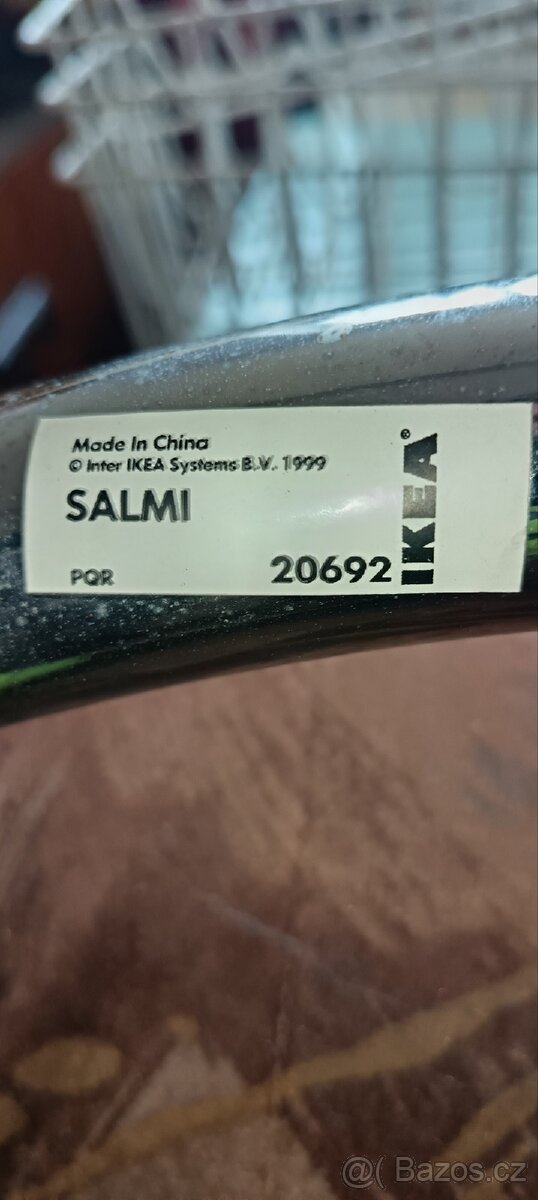 Made In China
© Inter IKEA Systems B.V. 1999
SALMI
PQR
20692
IKEA®
@ Bazos.cz